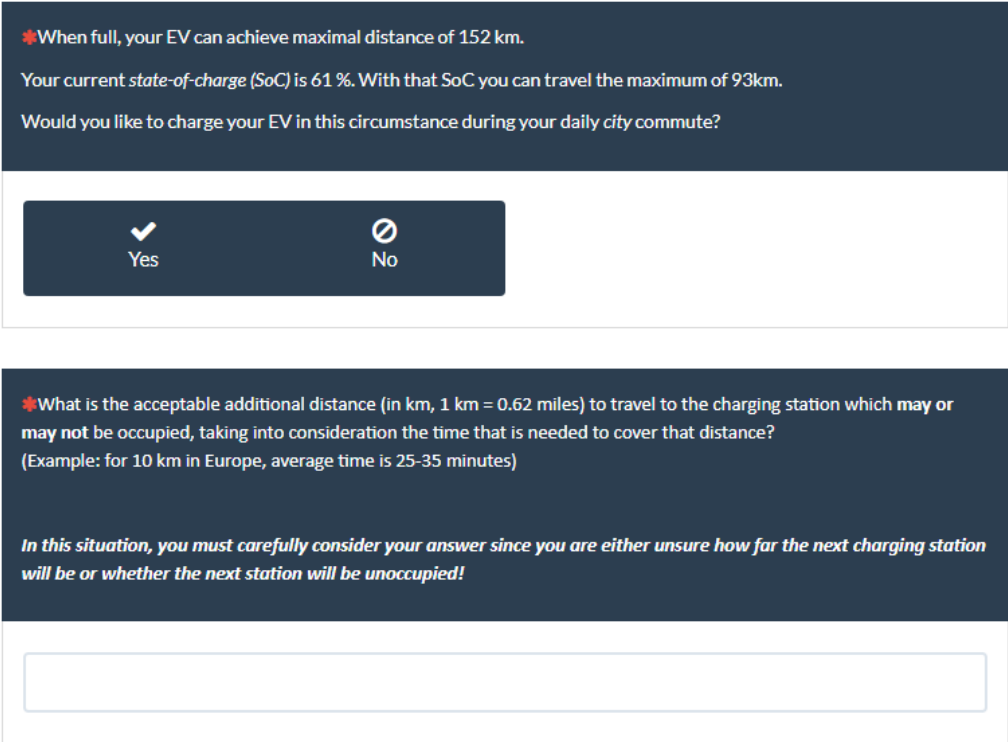 ✱When full, your EV can achieve maximal distance of 152 km.
Your current state-of-charge (SoC) is 61 %. With that SoC you can travel the maximum of 93km.
Would you like to charge your EV in this circumstance during your daily city commute?
Yes
No
✱What is the acceptable additional distance (in km, 1 km = 0.62 miles) to travel to the charging station which may or
may not be occupied, taking into consideration the time that is needed to cover that distance?
(Example: for 10 km in Europe, average time is 25-35 minutes)
In this situation, you must carefully consider your answer since you are either unsure how far the next charging station
will be or whether the next station will be unoccupied!